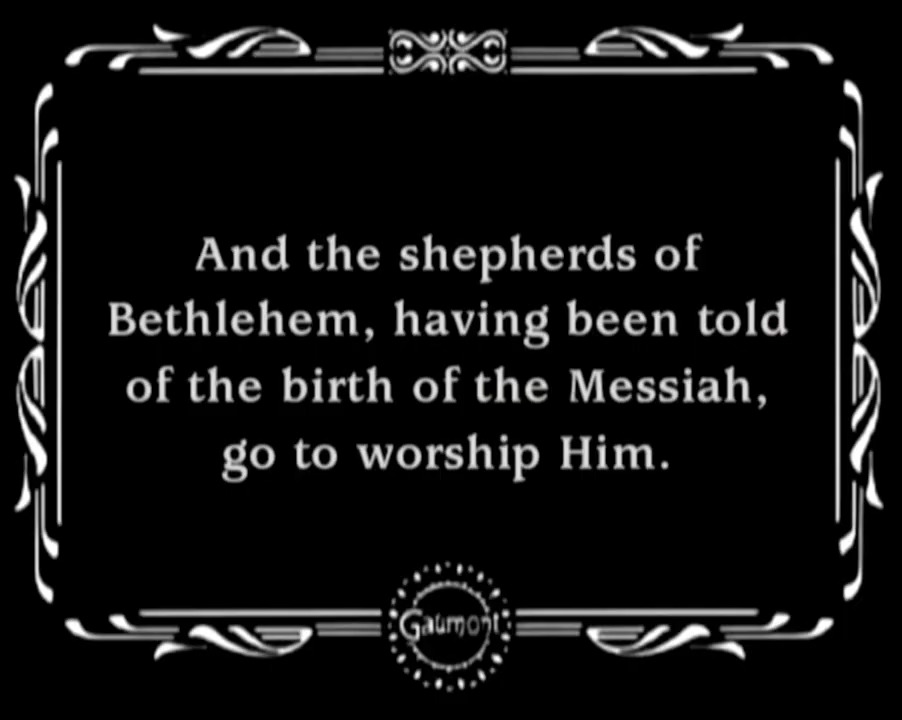 And the shepherds of
Bethlehem, having been told
of the birth of the Messiah,
go to worship Him.
Gaumont